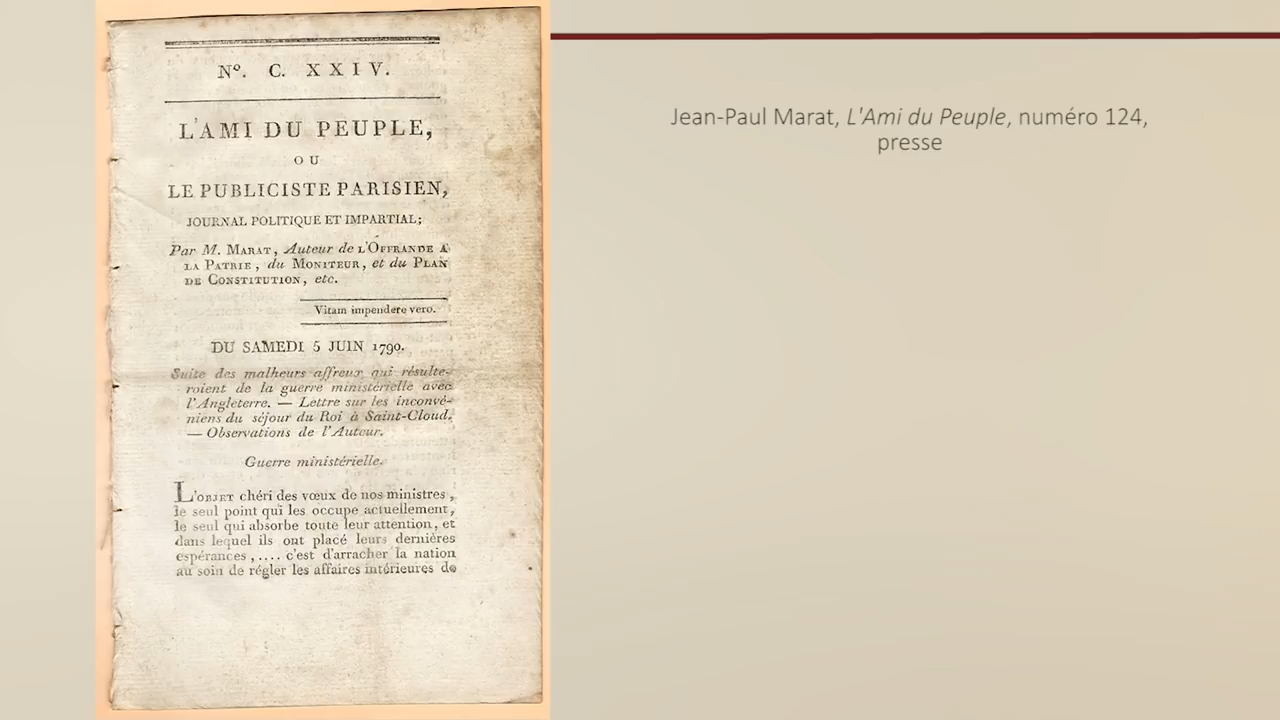 Nº. C. XXIV.
L'AMI DU PEUPLE,
OU
LE PUBLICISTE PARISIEN,
JOURNAL POLITIQUE ET IMPARTIAL;
Par M. MARAT, Auteur de L'OFFRANDE A
LA PATRIE, du MONITEUR, et du PLAN
DE CONSTITUTION, etc.
Vitam impendere vero.
DU SAMEDI 5 JUIN 1790.
Suite des malheurs affreux qui résulte-
roient de la guerre ministérielle avec
l'Angleterre. — Lettre sur les inconvé-
niens du séjour du Roi à Saint-Cloud.
— Observations de l'Auteur.
Guerre ministérielle.
L'OBJET chéri des vœux de nos ministres,
le seul point qui les occupe actuellement,
le seul qui absorbe toute leur attention, et
dans lequel ils ont placé leurs dernières
espérances,.... c'est d'arracher la nation
au soin de régler les affaires intérieures de
Jean-Paul Marat, L'Ami du Peuple, numéro 124,
presse